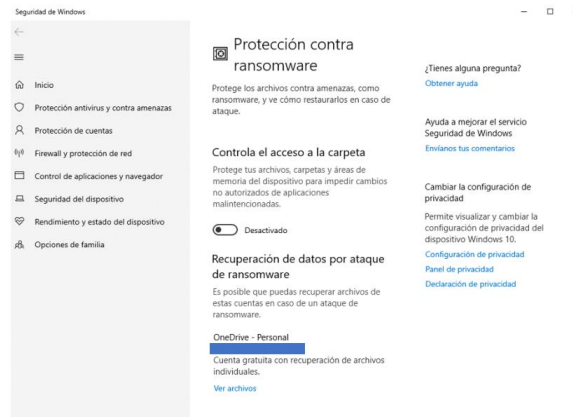 Seguridad de Windows
Inicio
Protección antivirus y contra amenazas
Protección de cuentas
Firewall y protección de red
Control de aplicaciones y navegador
Seguridad del dispositivo
Rendimiento y estado del dispositivo
Opciones de familia
Protección contra
ransomware
Protege los archivos contra amenazas, como
ransomware, y ve cómo restaurarlos en caso de
ataque.
Controla el acceso a la carpeta
Protege tus archivos, carpetas y áreas de
memoria del dispositivo para impedir cambios
no autorizados de aplicaciones
malintencionadas.
Desactivado
Recuperación de datos por ataque
de ransomware
Es posible que puedas recuperar archivos de
estas cuentas en caso de un ataque de
ransomware.
OneDrive - Personal
Cuenta gratuita con recuperación de archivos
individuales.
Ver archivos
¿Tienes alguna pregunta?
Obtener ayuda
Ayuda a mejorar el servicio
Seguridad de Windows
Envíanos tus comentarios
Cambiar la configuración de
privacidad
Permite visualizar y cambiar la
configuración de privacidad del
dispositivo Windows 10.
Configuración de privacidad
Panel de privacidad
Declaración de privacidad